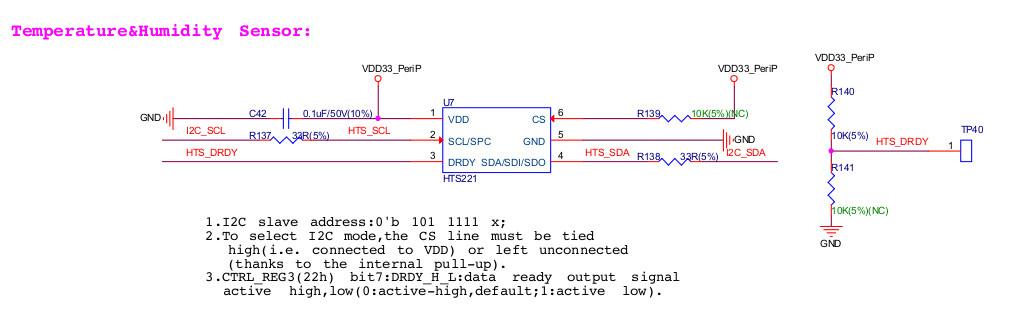 Temperature&Humidity Sensor:
VDD33_PeriP
VDD33_PeriP
VDD33_PeriP
U7
R140
GND
C42
0.1uF/50V(10%)
1
VDD
CS
6
R139
10K(5%)(NC)
I2C_SCL
HTS_SCL
R137
33R(5%)
2
SCL/SPC
GND
5
GND
10K(5%)
TP40
HTS_DRDY
3
DRDY
SDA/SDI/SDO
4
HTS_SDA
R138
33R(5%)
I2C_SDA
HTS_DRDY
1
HTS221
R141
10K(5%)(NC)
GND
1.I2C slave address:0'b 101 1111 x;
2.To select I2C mode,the CS line must be tied
high(i.e. connected to VDD) or left unconnected
(thanks to the internal pull-up).
3.CTRL_REG3(22h) bit7:DRDY_H_L:data ready output signal
active high,low(0:active-high,default;1:active low).